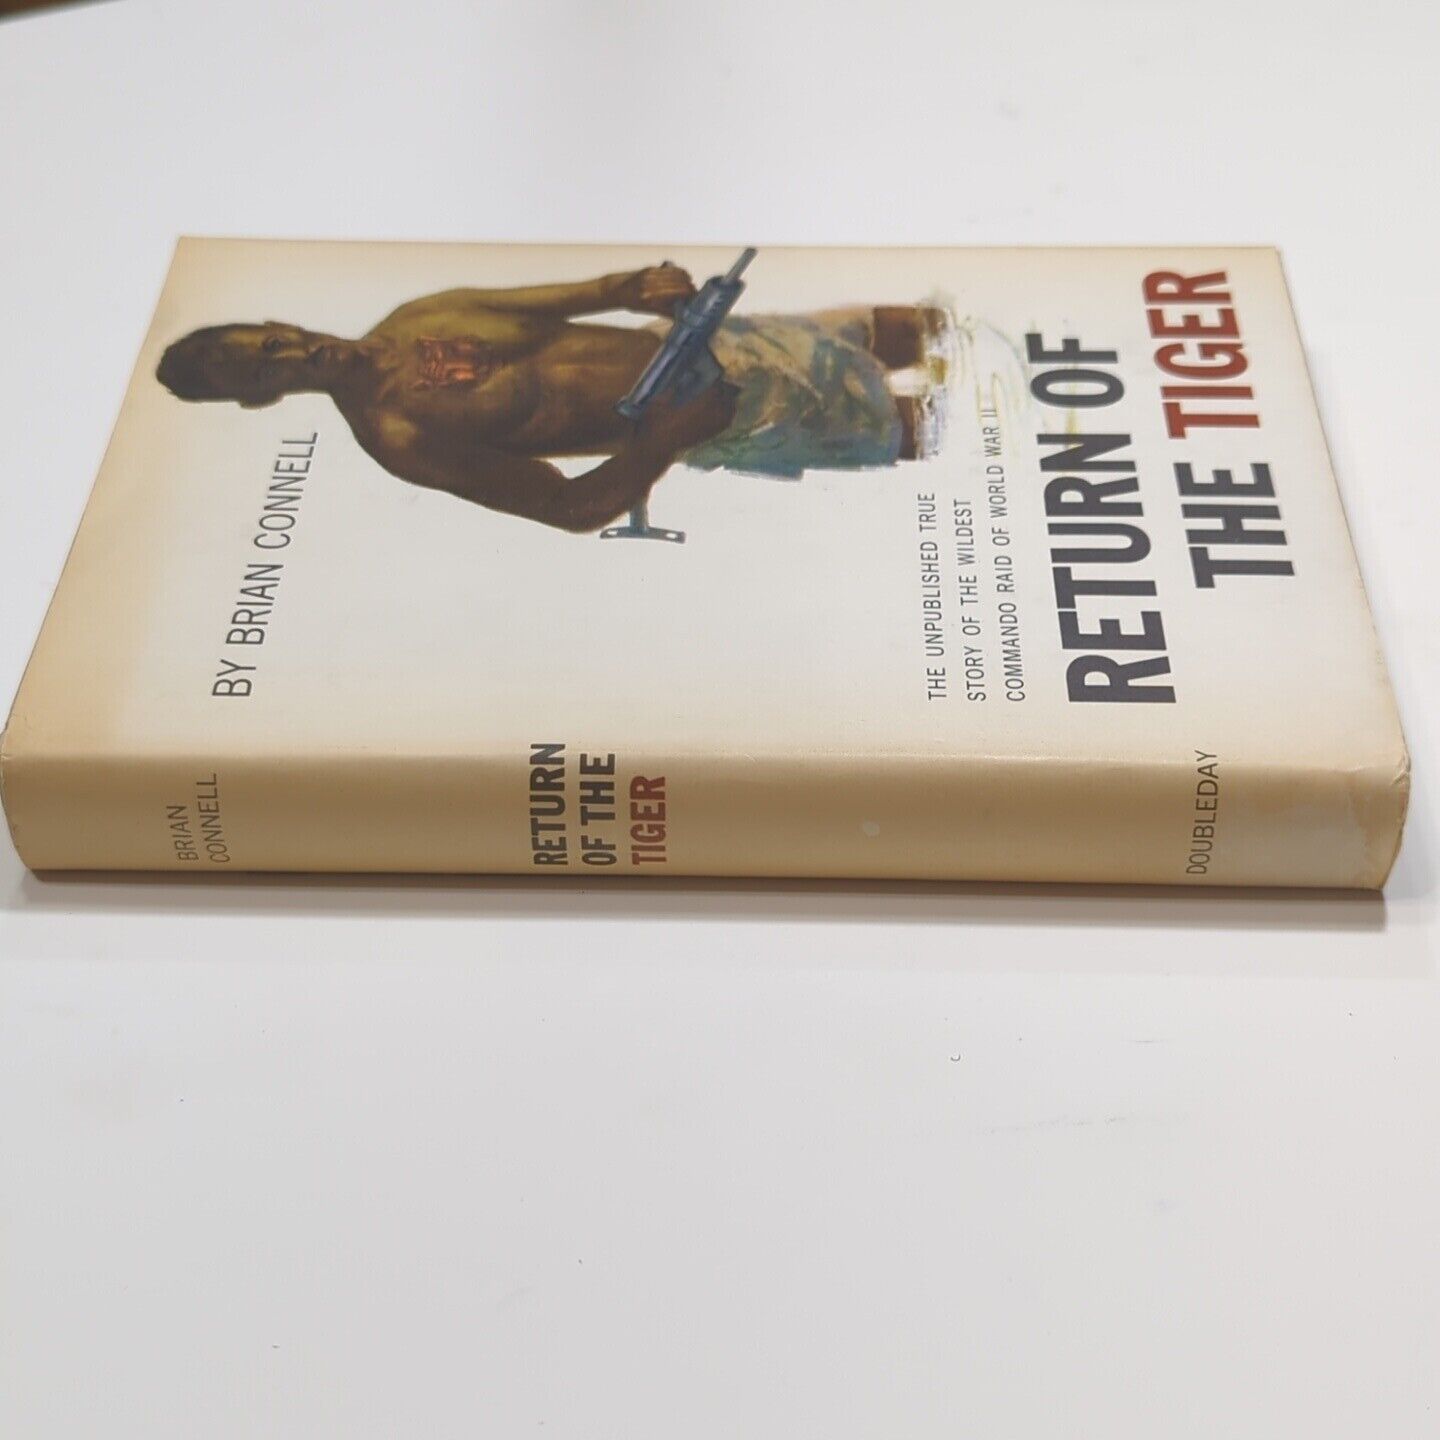 BY BRIAN CONNELL
THE UNPUBLISHED TRUE
STORY OF THE WILDEST
COMMANDO RAID OF WORLD WAR II
RETURN OF
THE TIGER
BRIAN
CONNELL
RETURN
OF THE
TIGER
DOUBLEDAY